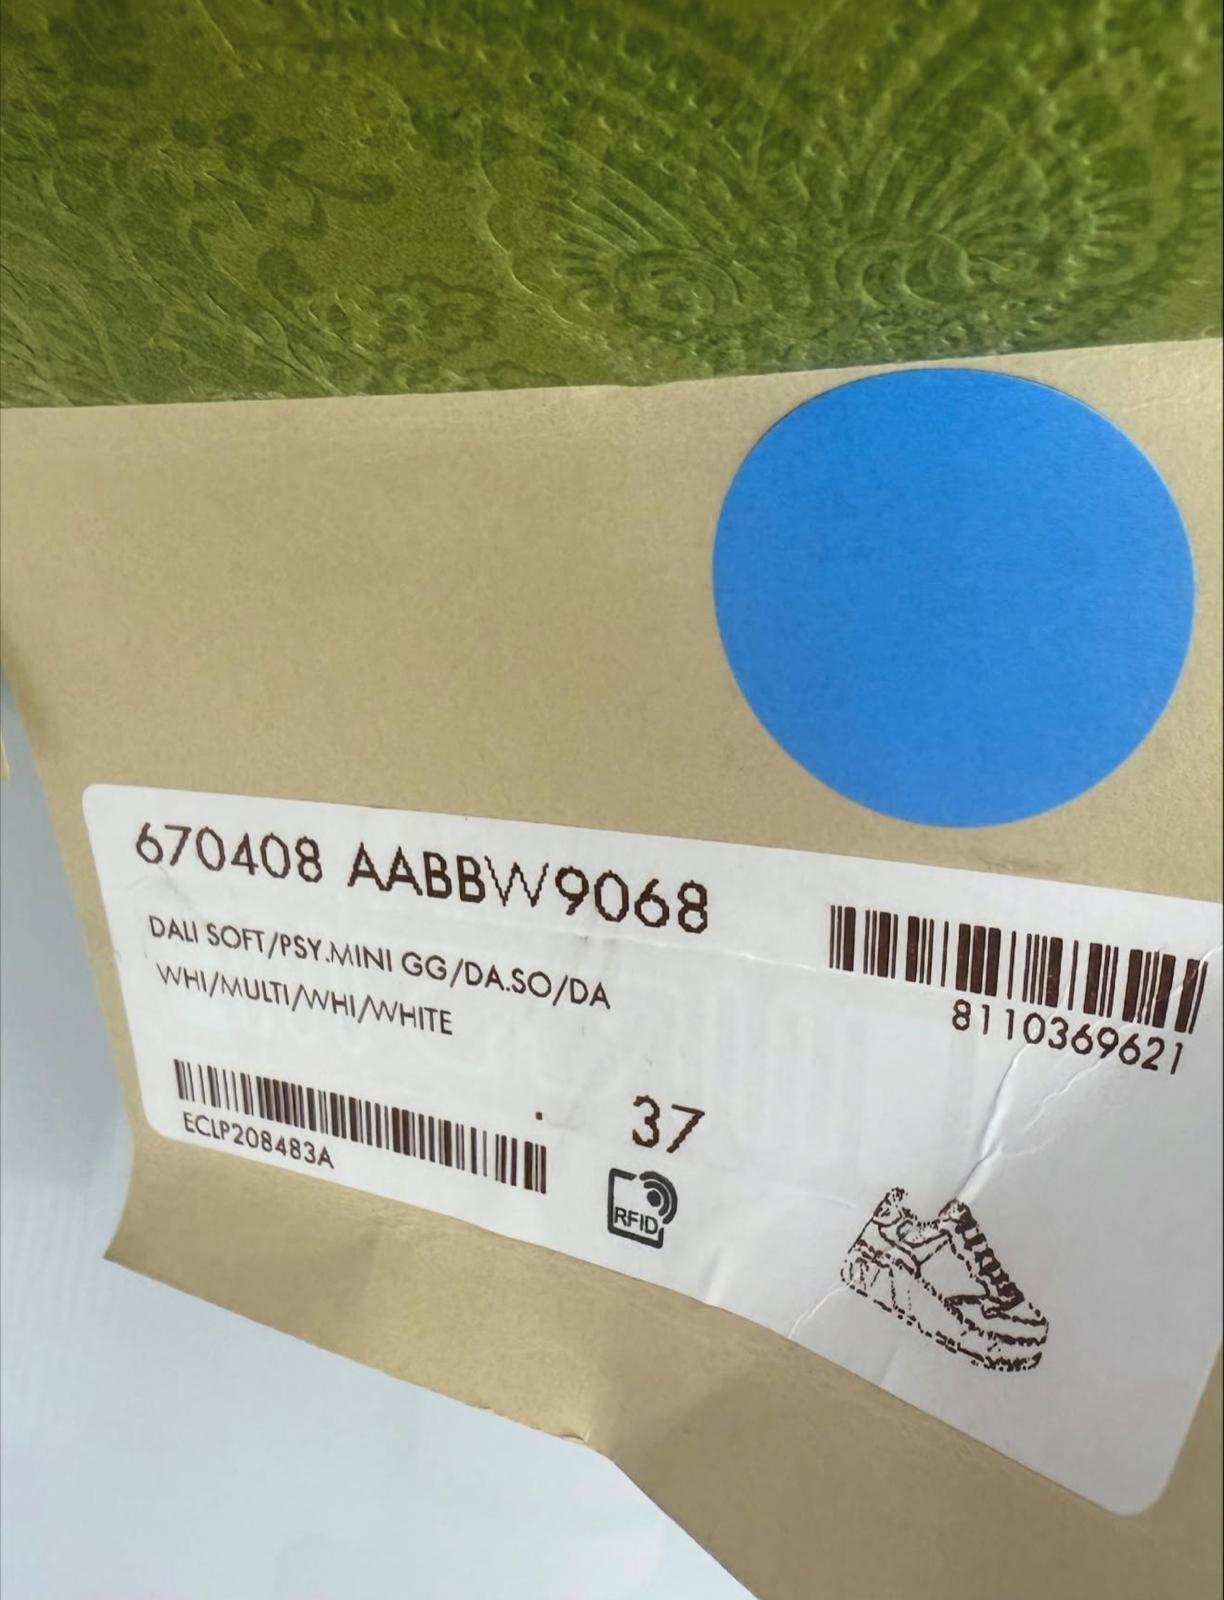 670408 AABBW9068
DALI SOFT/PSY.MINI GG/DA.SO/DA
WHI/MULTI/WHI/WHITE
8110369621
ECLP208483A
37
RFID